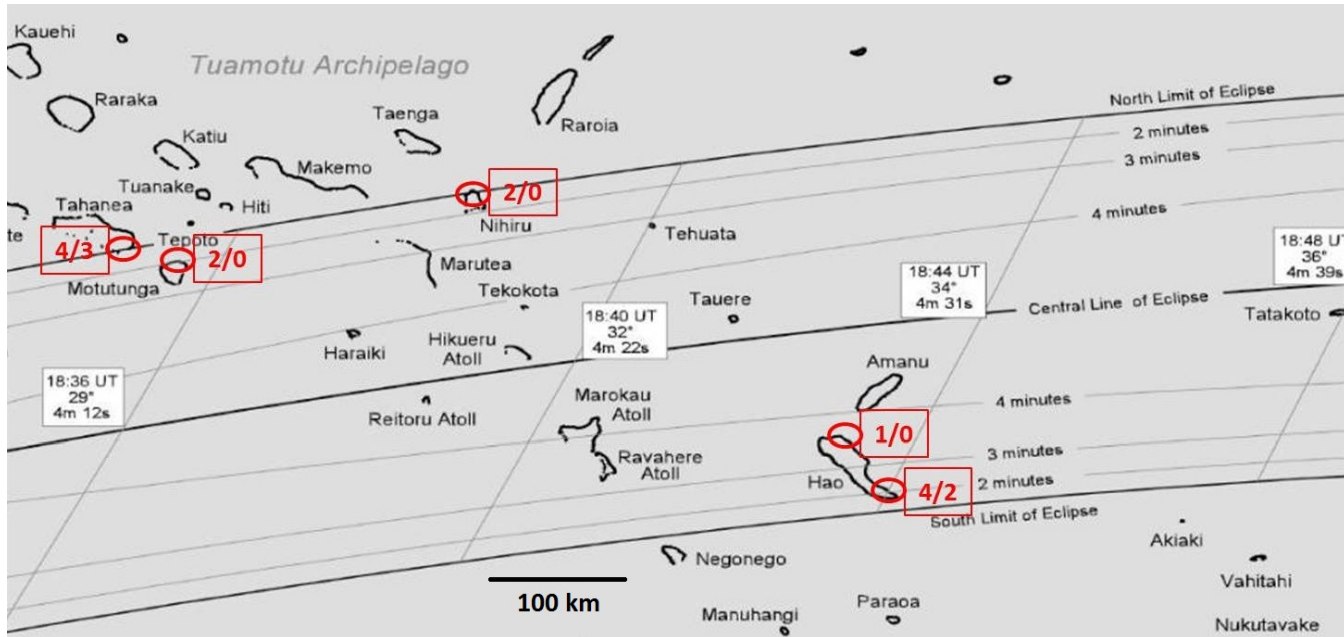 Kauehi
Tuamotu Archipelago
Raraka
Katiu
Taenga
Raroia
North Limit of Eclipse
2 minutes
3 minutes
4 minutes
Makemo
Tuanake
Hiti
Tahanea
te
4/3
Tepoto
2/0
Motutunga
2/0
Nihiru
Tehuata
Marutea
Tekokota
Tauere
Haraiki
Hikueru
Atoll
18:36 UT
29°
4m 12s
18:40 UT
32°
4m 22s
18:44 UT
34°
4m 31s
18:48 UT
36°
4m 39s
Central Line of Eclipse
Tatakoto
Reitoru Atoll
Marokau
Atoll
Ravahere
Atoll
Amanu
1/0
Hao
4/2
4 minutes
3 minutes
2 minutes
South Limit of Eclipse
Negonego
100 km
Manuhangi
Paraoa
Akiaki
Vahitahi
Nukutavake